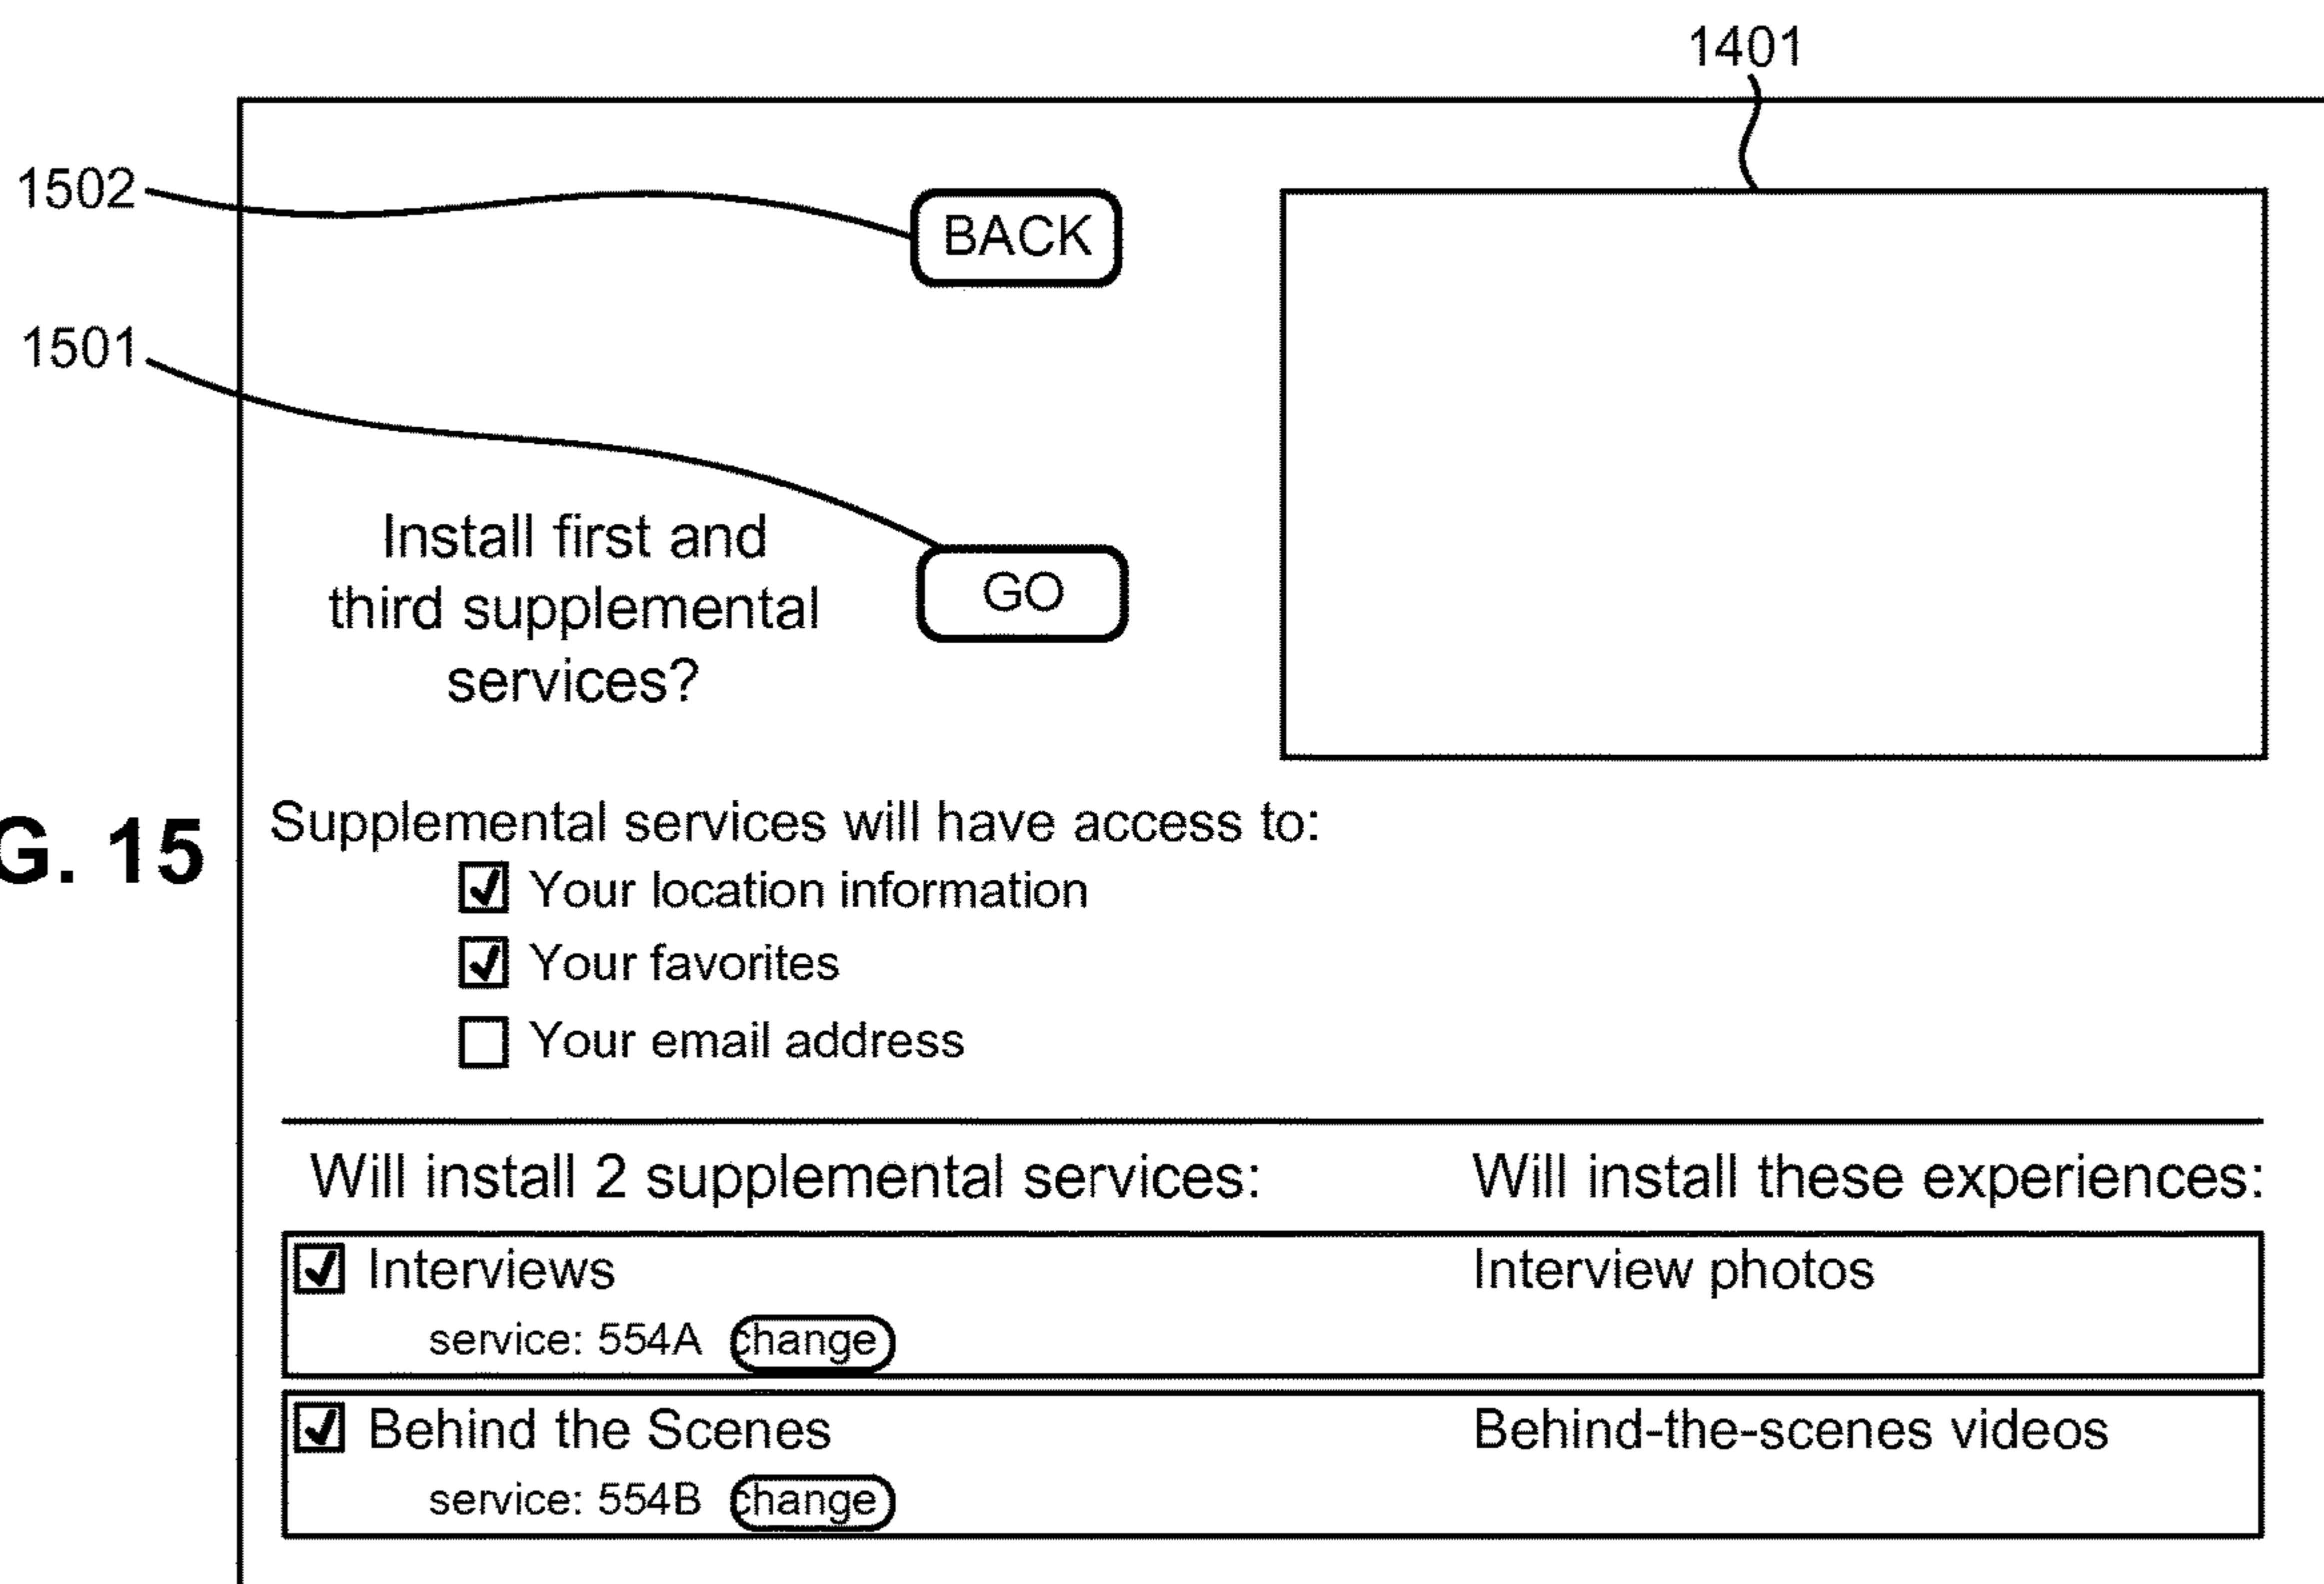 1401
1502
BACK
1501
Install first and
third supplemental
services?
GO
G. 15
Supplemental services will have access to:
Your location information
Your favorites
Your email address
Will install 2 supplemental services:
Will install these experiences:
Interviews
Interview photos
service: 554A change
Behind the Scenes
Behind-the-scenes videos
service: 554B change